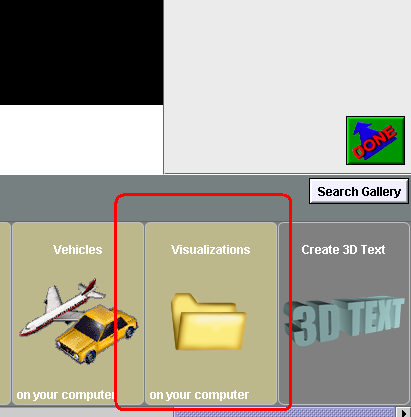 DONE
Search Gallery
Vehicles
Visualizations
Create 3D Text
3D TEXT
on your computer
on your computer